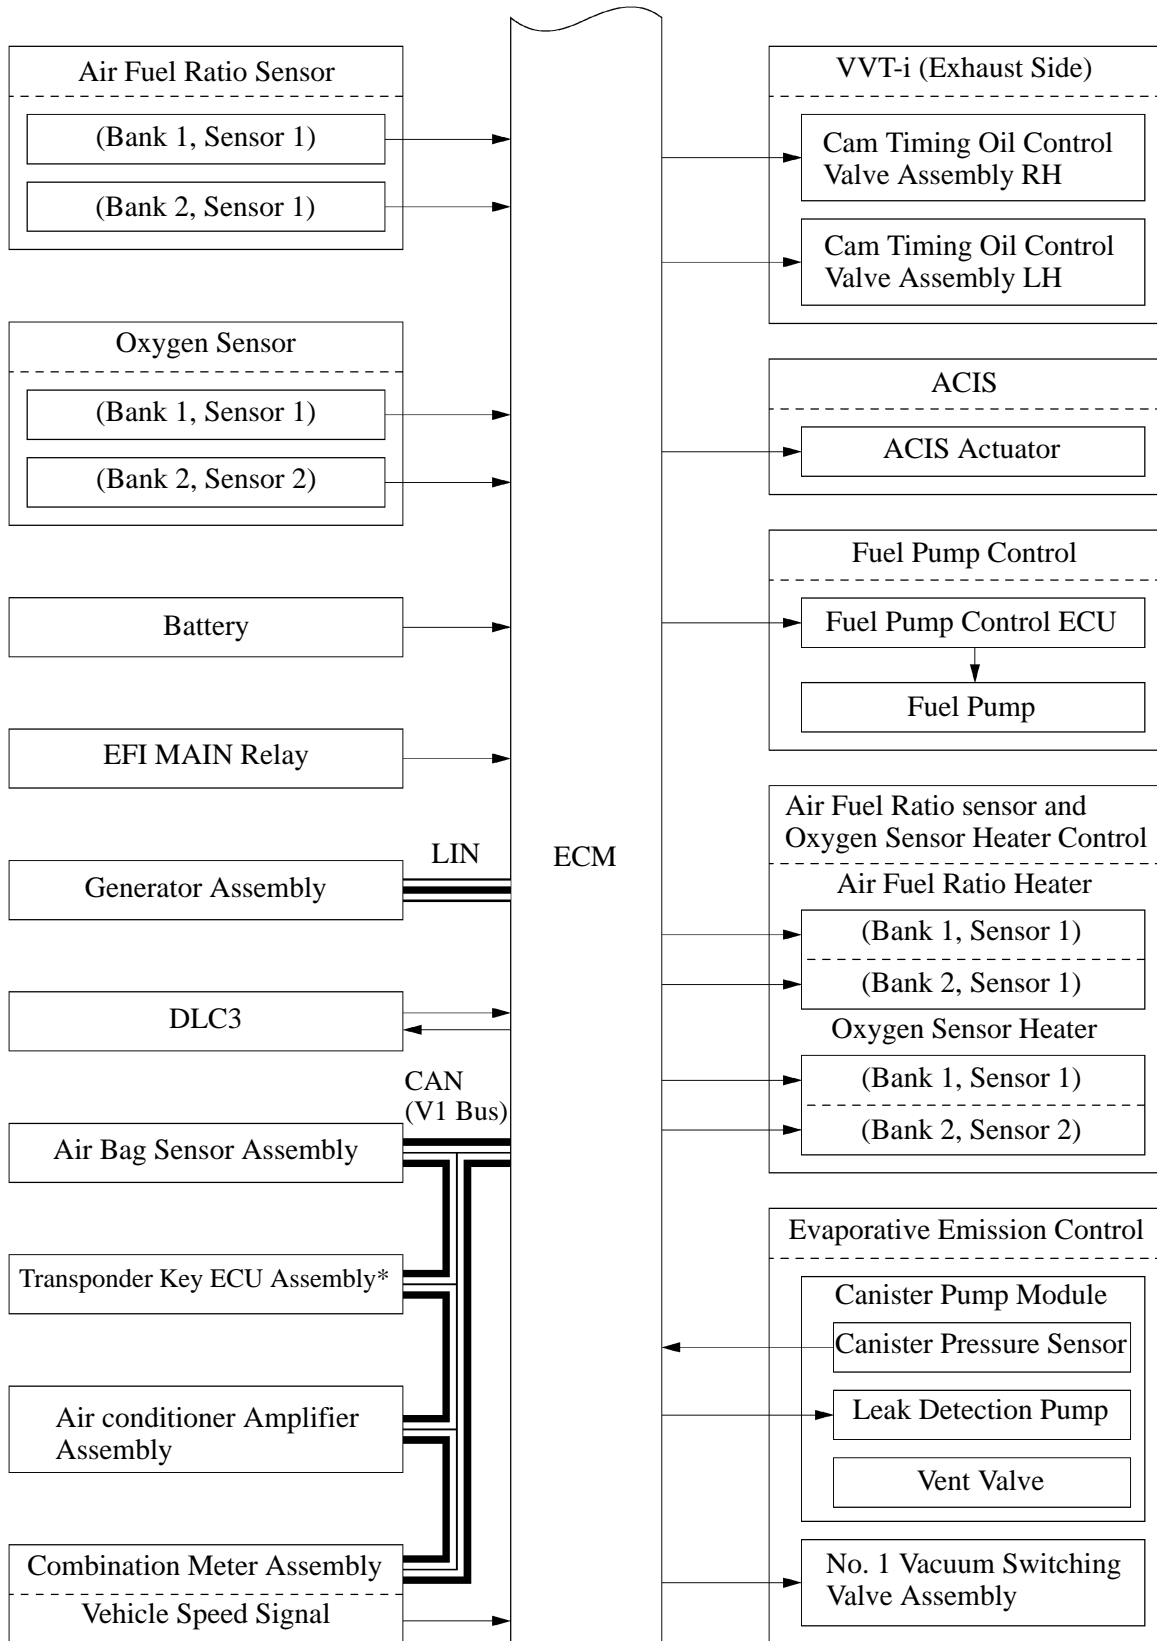 Air Fuel Ratio Sensor
(Bank 1, Sensor 1)
(Bank 2, Sensor 1)
Oxygen Sensor
(Bank 1, Sensor 1)
(Bank 2, Sensor 2)
Battery
EFI MAIN Relay
Generator Assembly
LIN
DLC3
CAN
(V1 Bus)
Air Bag Sensor Assembly
Transponder Key ECU Assembly*
Air conditioner Amplifier
Assembly
Combination Meter Assembly
Vehicle Speed Signal
ECM
VVT-i (Exhaust Side)
Cam Timing Oil Control
Valve Assembly RH
Cam Timing Oil Control
Valve Assembly LH
ACIS
ACIS Actuator
Fuel Pump Control
Fuel Pump Control ECU
Fuel Pump
Air Fuel Ratio sensor and
Oxygen Sensor Heater Control
Air Fuel Ratio Heater
(Bank 1, Sensor 1)
(Bank 2, Sensor 1)
Oxygen Sensor Heater
(Bank 1, Sensor 1)
(Bank 2, Sensor 2)
Evaporative Emission Control
Canister Pump Module
Canister Pressure Sensor
Leak Detection Pump
Vent Valve
No. 1 Vacuum Switching
Valve Assembly